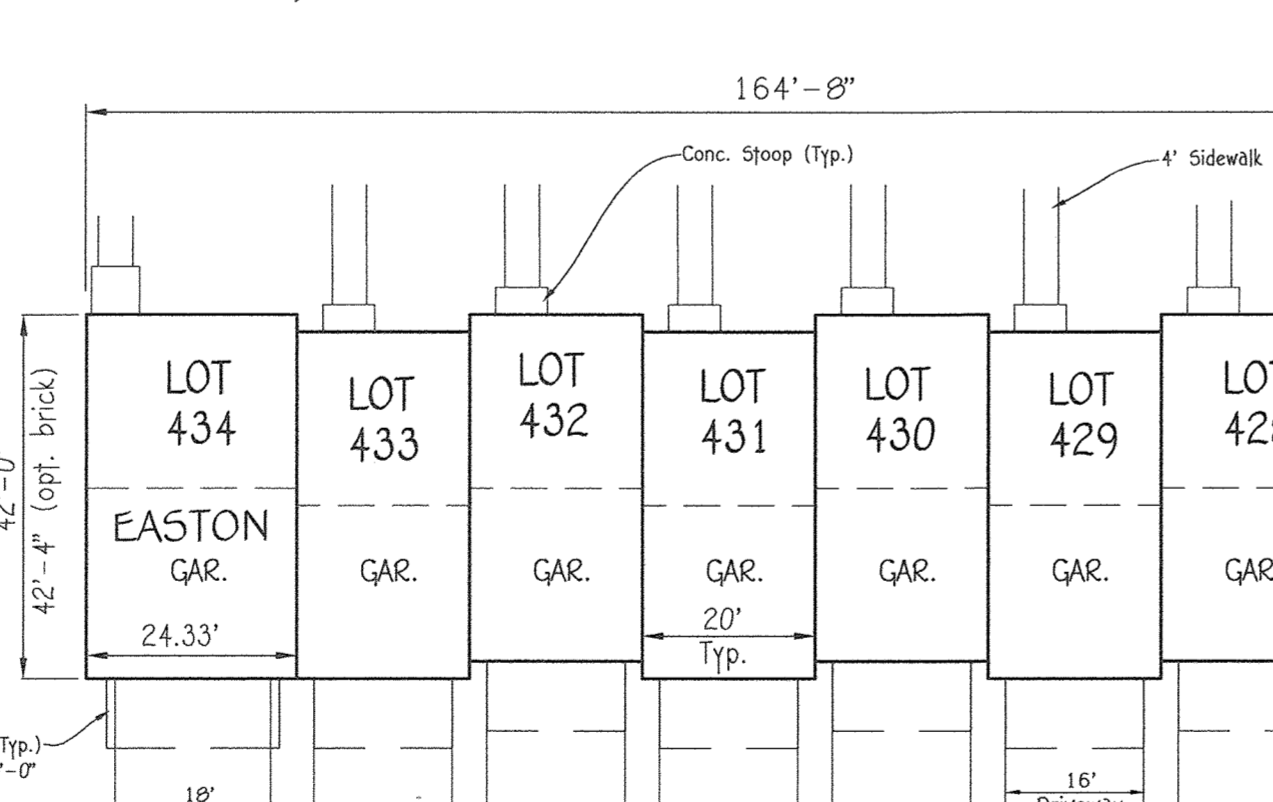 164'-8"
Conc. Stoop (Typ.)
4' Sidewalk
LOT
434
LOT
433
LOT
432
LOT
431
LOT
430
LOT
429
42'-4" (opt. brick)
EASTON
GAR.
GAR.
GAR.
GAR.
GAR.
GAR.
24.33'
20'
Typ.
Typ.)
18'
16'